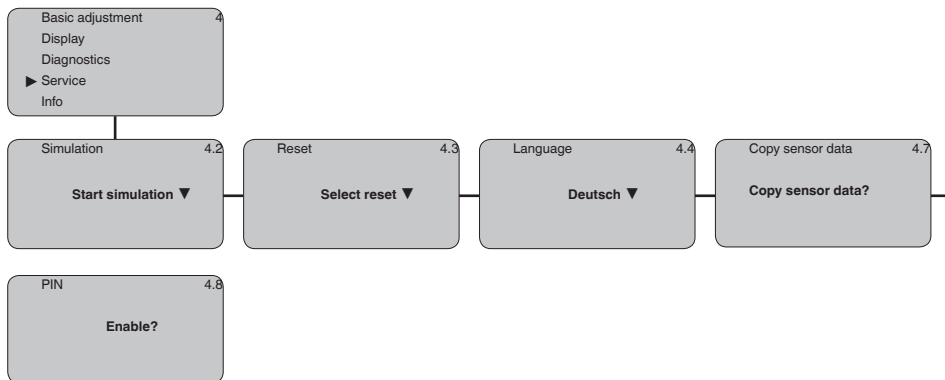 Basic adjustment 4
Display
Diagnostics
▶ Service
Info
Simulation 4.2
Start simulation ▼
Reset 4.3
Select reset ▼
Language 4.4
Deutsch ▼
Copy sensor data 4.7
Copy sensor data?
PIN 4.8
Enable?